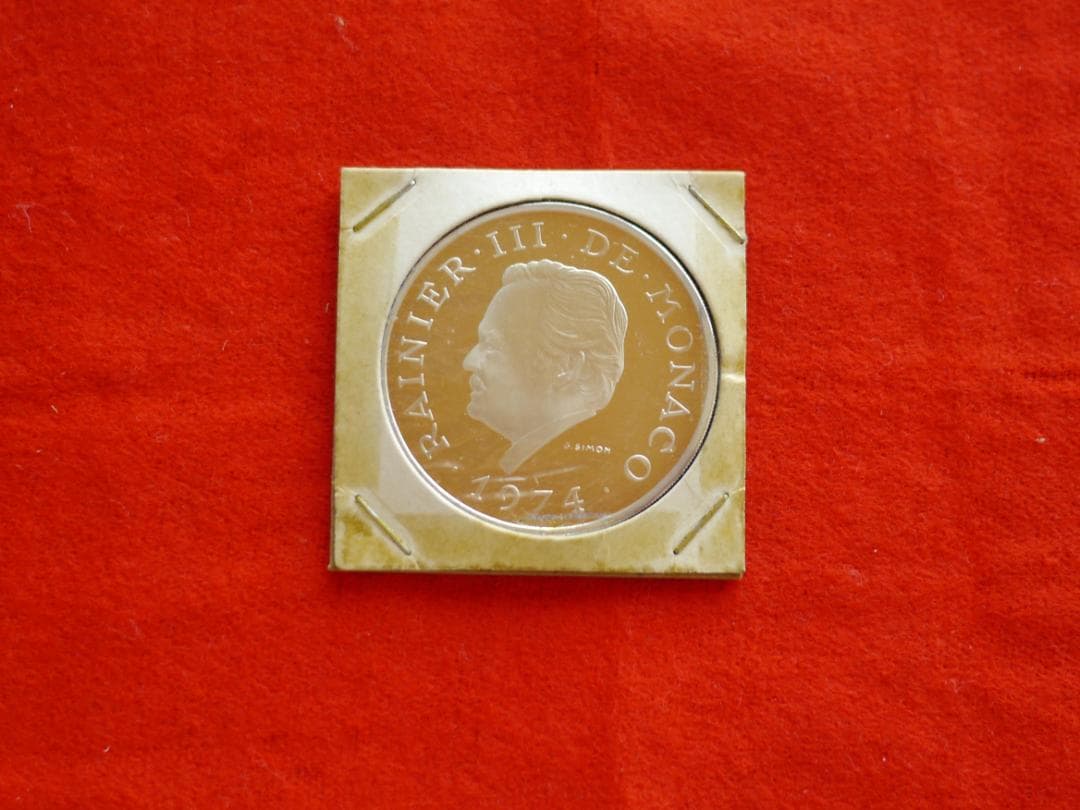 RAINIER · III · DE · MONACO
G. SIMON
1974